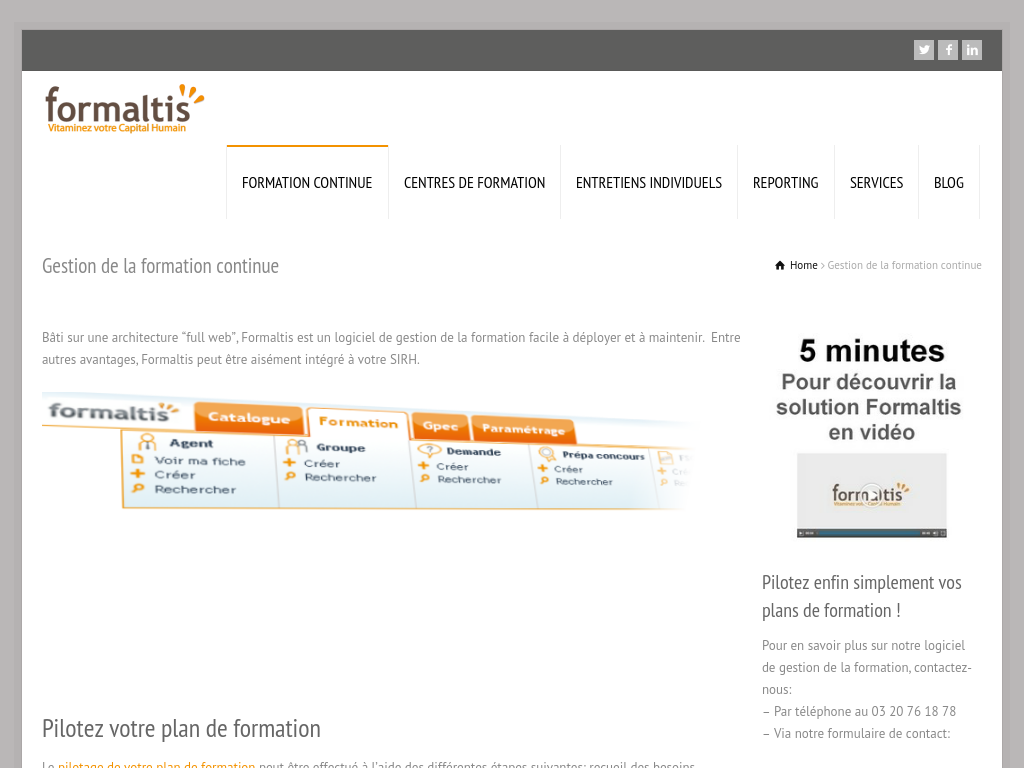 formaltis
Vitaminez votre Capital Humain
FORMATION CONTINUE
CENTRES DE FORMATION
ENTRETIENS INDIVIDUELS
REPORTING
SERVICES
BLOG
Gestion de la formation continue
Home › Gestion de la formation continue
Bâti sur une architecture “full web”, Formaltis est un logiciel de gestion de la formation facile à déployer et à maintenir. Entre
autres avantages, Formaltis peut être aisément intégré à votre SIRH.
formaltis
Catalogue
Formation
Gpec
Paramétrage
Agent
Voir ma fiche
Créer
Rechercher
Groupe
Créer
Rechercher
Demande
Créer
Rechercher
Prépa concours
Créer
Rechercher
5 minutes
Pour découvrir la
solution Formaltis
en vidéo
formaltis
Pilotez enfin simplement vos
plans de formation !
Pour en savoir plus sur notre logiciel
de gestion de la formation, contactez-
nous:
– Par téléphone au 03 20 76 18 78
– Via notre formulaire de contact:
Pilotez votre plan de formation
Le pilotage de votre plan de formation peut être effectué à l'aide des différentes étapes suivantes: recueil des besoins